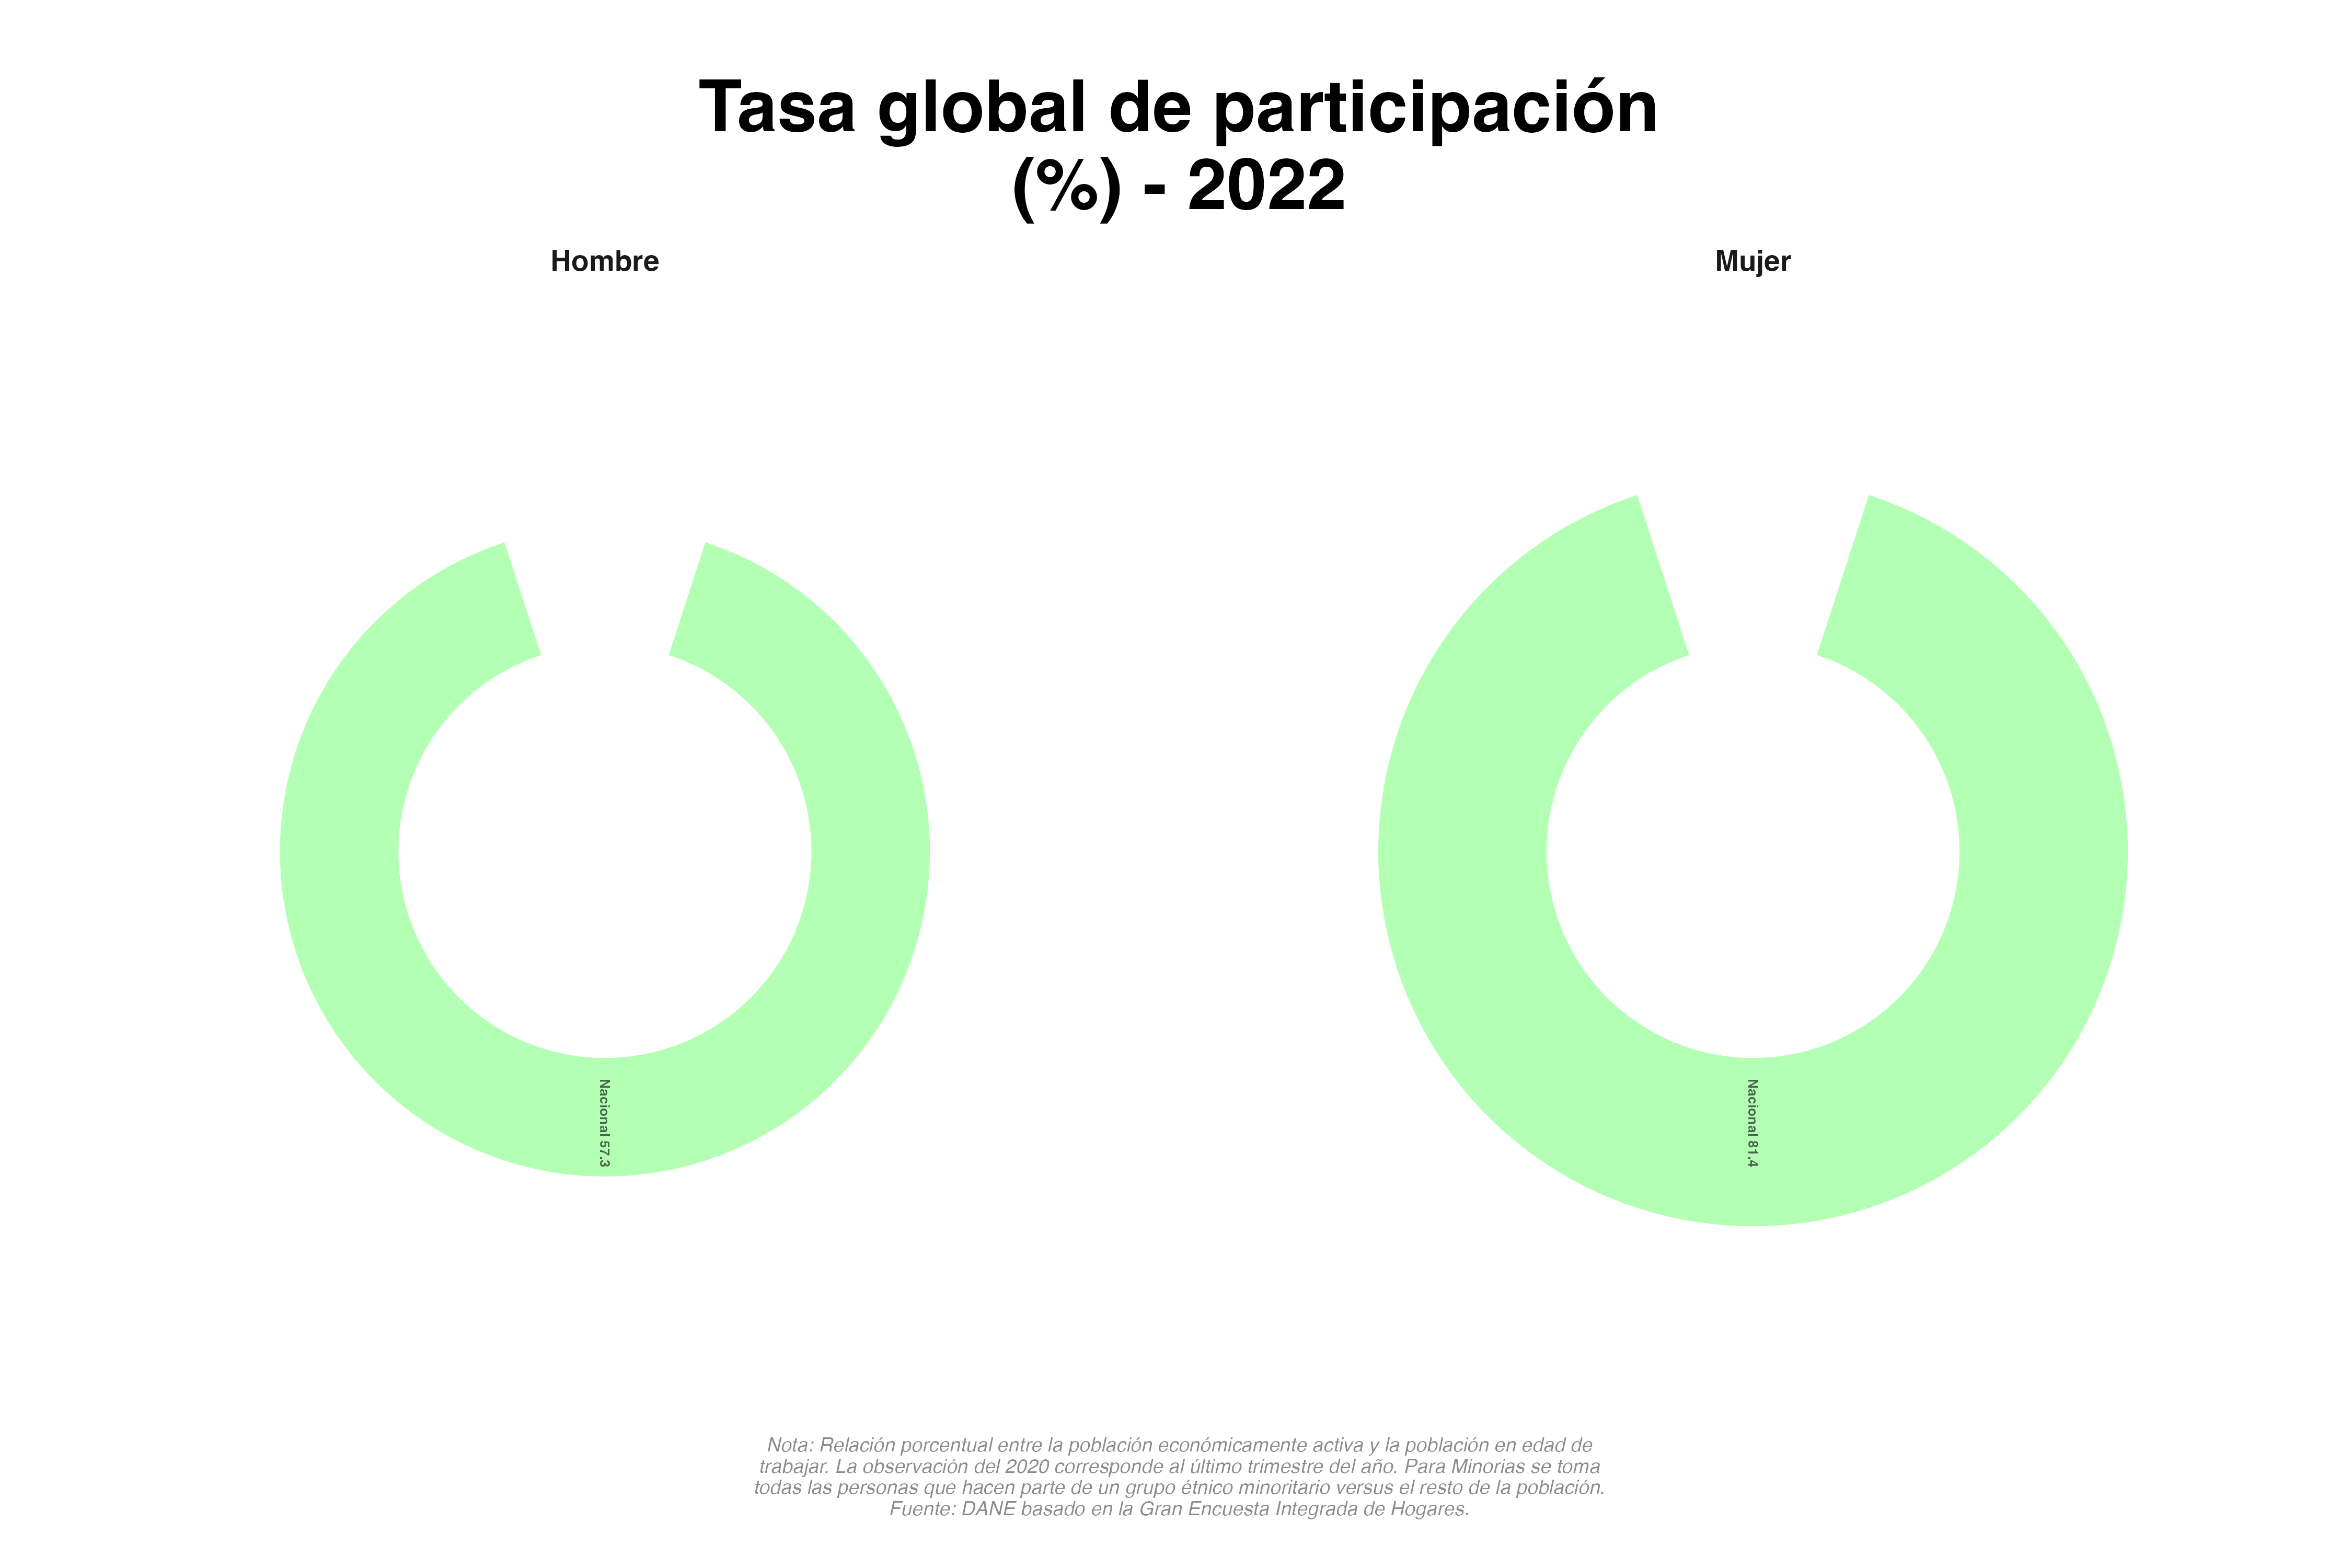 Tasa global de participación
(%) - 2022
Hombre
Mujer
Nacional 57.3
Nacional 81.4
Nota: Relación porcentual entre la población económicamente activa y la población en edad de
trabajar. La observación del 2020 corresponde al último trimestre del año. Para Minorias se toma
todas las personas que hacen parte de un grupo étnico minoritario versus el resto de la población.
Fuente: DANE basado en la Gran Encuesta Integrada de Hogares.